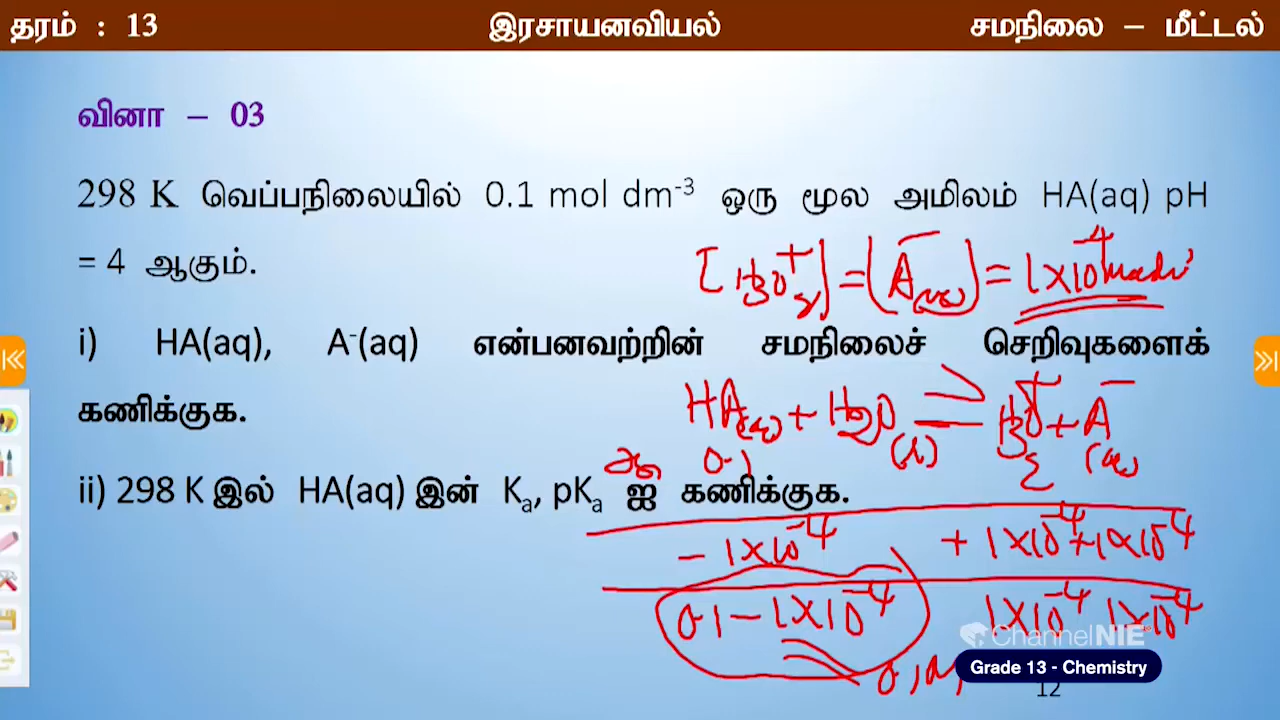 தரம் : 13 இரசாயனவியல் சமநிலை – மீட்டல்
வினா – 03
298 K வெப்பநிலையில் 0.1 mol dm-3 ஒரு மூல அமிலம் HA(aq) pH
= 4 ஆகும்.
[H3O+] = [A-(aq)] = 1×10-4
i) HA(aq), A-(aq) என்பனவற்றின் சமநிலைச் செறிவுகளைக்
கணிக்குக.
HA(aq) + H2O(l) ⇌ H3O+ + A-(aq)
0.1
ii) 298 K இல் HA(aq) இன் Ka, pKa ஐ கணிக்குக.
– 1×10-4 + 1×10-4 + 1×10-4
0.1 – 1×10-4 1×10-4 1×10-4
ChannelNIE
Grade 13 - Chemistry
12